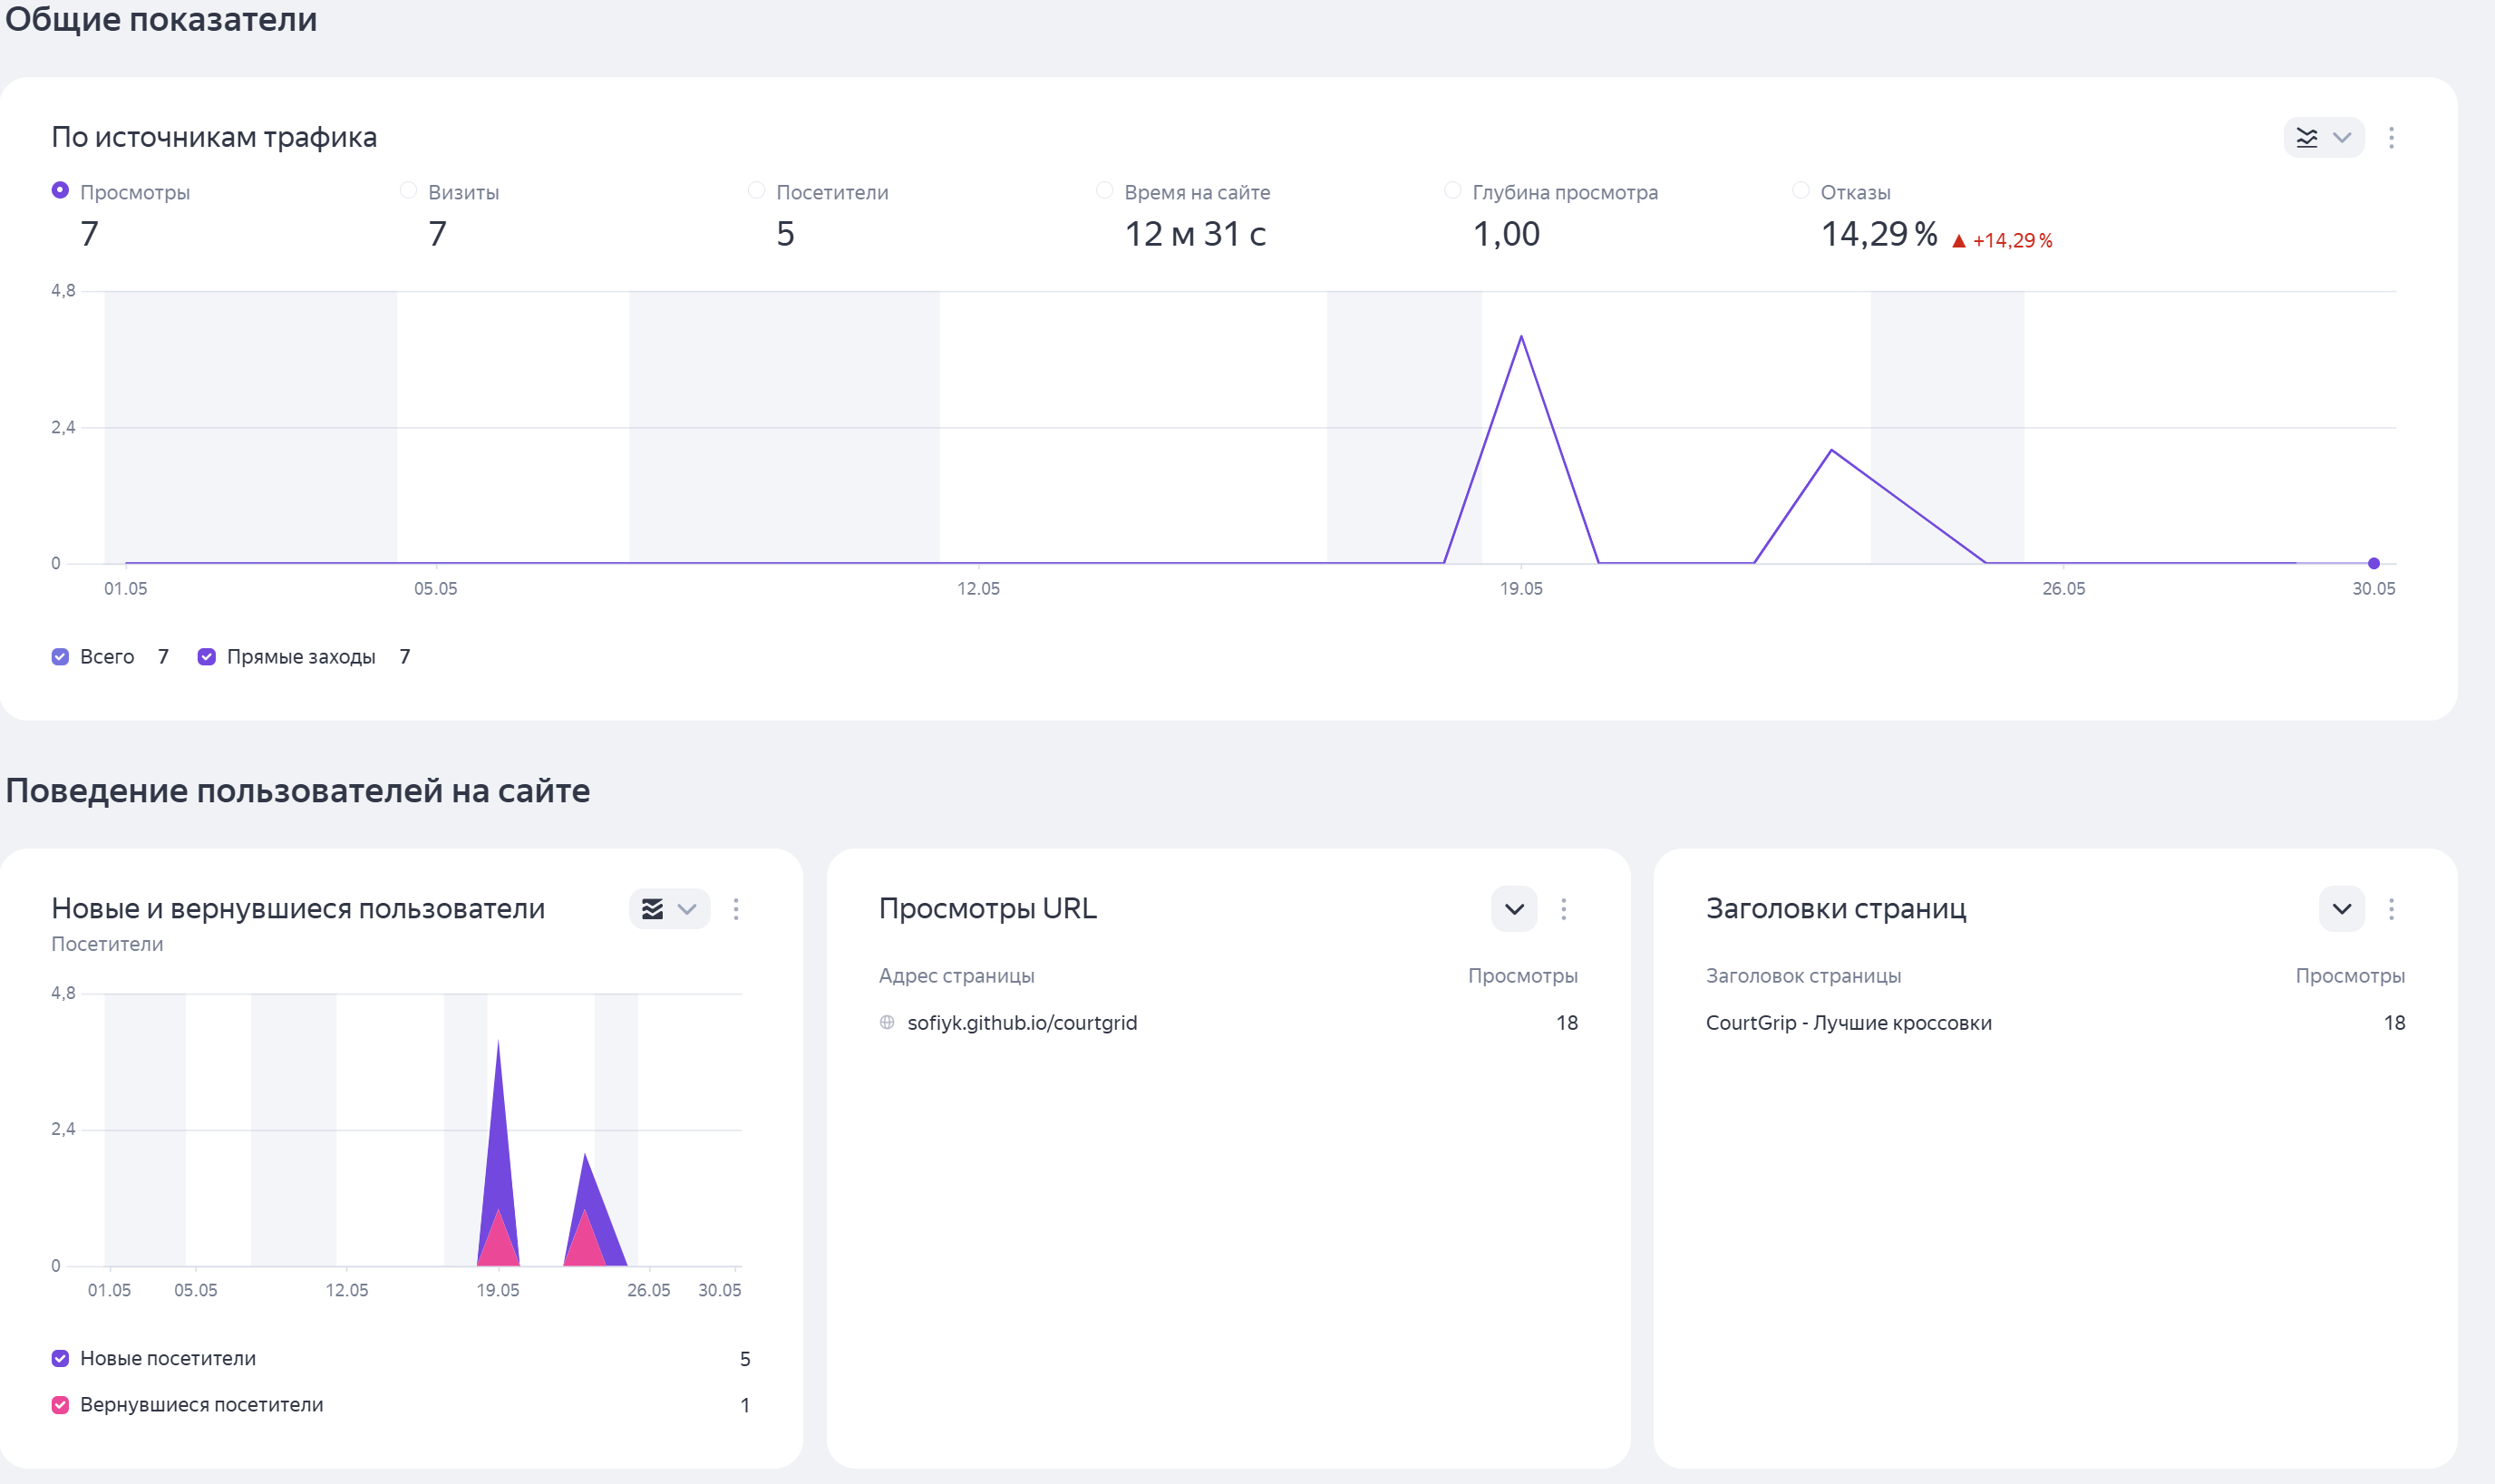 Общие показатели
По источникам трафика
Просмотры Визиты Посетители Время на сайте Глубина просмотра Отказы
7 7 5 12 м 31 с 1,00 14,29 % ▲ +14,29 %
4,8
2,4
0
01.05 05.05 12.05 19.05 26.05 30.05
Всего 7 Прямые заходы 7
Поведение пользователей на сайте
Новые и вернувшиеся пользователи
Посетители
4,8
2,4
0
01.05 05.05 12.05 19.05 26.05 30.05
Новые посетители 5
Вернувшиеся посетители 1
Просмотры URL
Адрес страницы Просмотры
sofiyk.github.io/courtgrid 18
Заголовки страниц
Заголовок страницы Просмотры
CourtGrip - Лучшие кроссовки 18